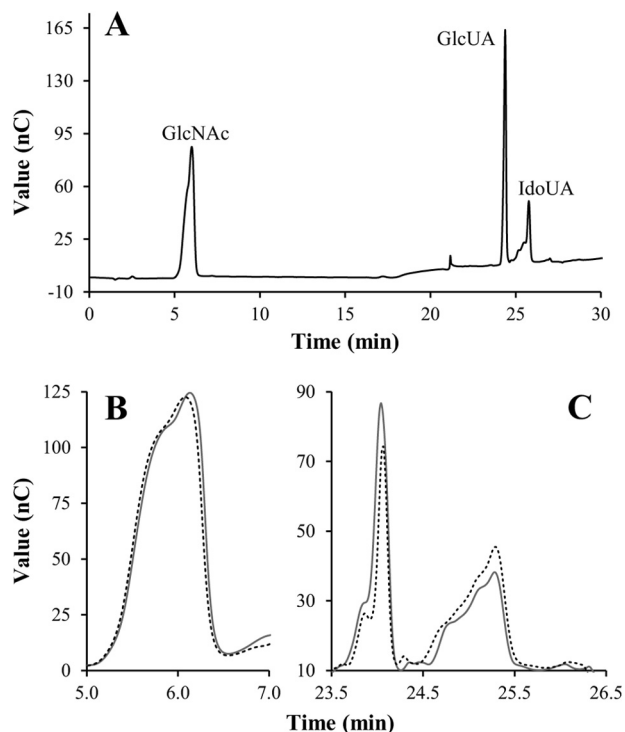 A
Value (nC)
165
130
95
60
25
-10
GlcNAc
GlcUA
IdoUA
0 5 10 15 20 25 30
Time (min)
B
Value (nC)
125
100
75
50
25
0
5.0 6.0 7.0
C
90
70
50
30
10
23.5 24.5 25.5 26.5
Time (min)